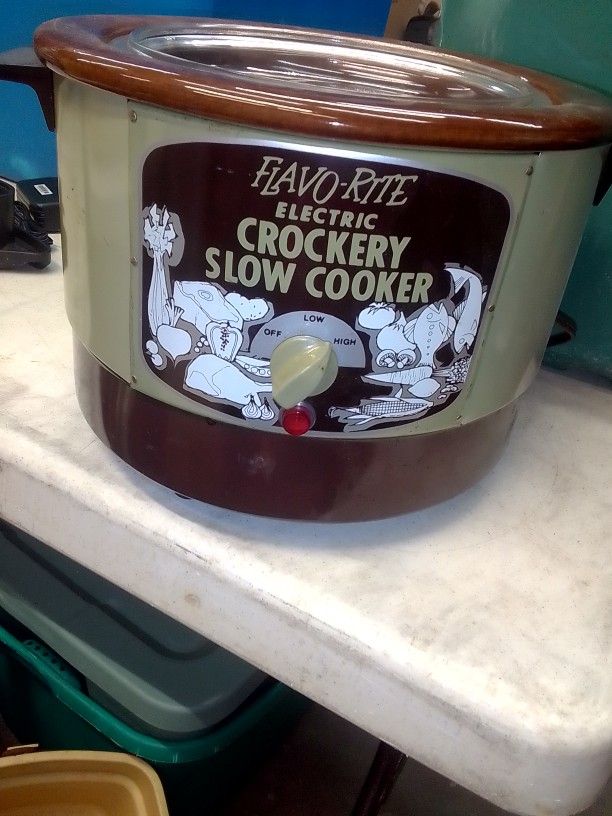 FLAVO-RITE
ELECTRIC
CROCKERY
SLOW COOKER
LOW
OFF
HIGH